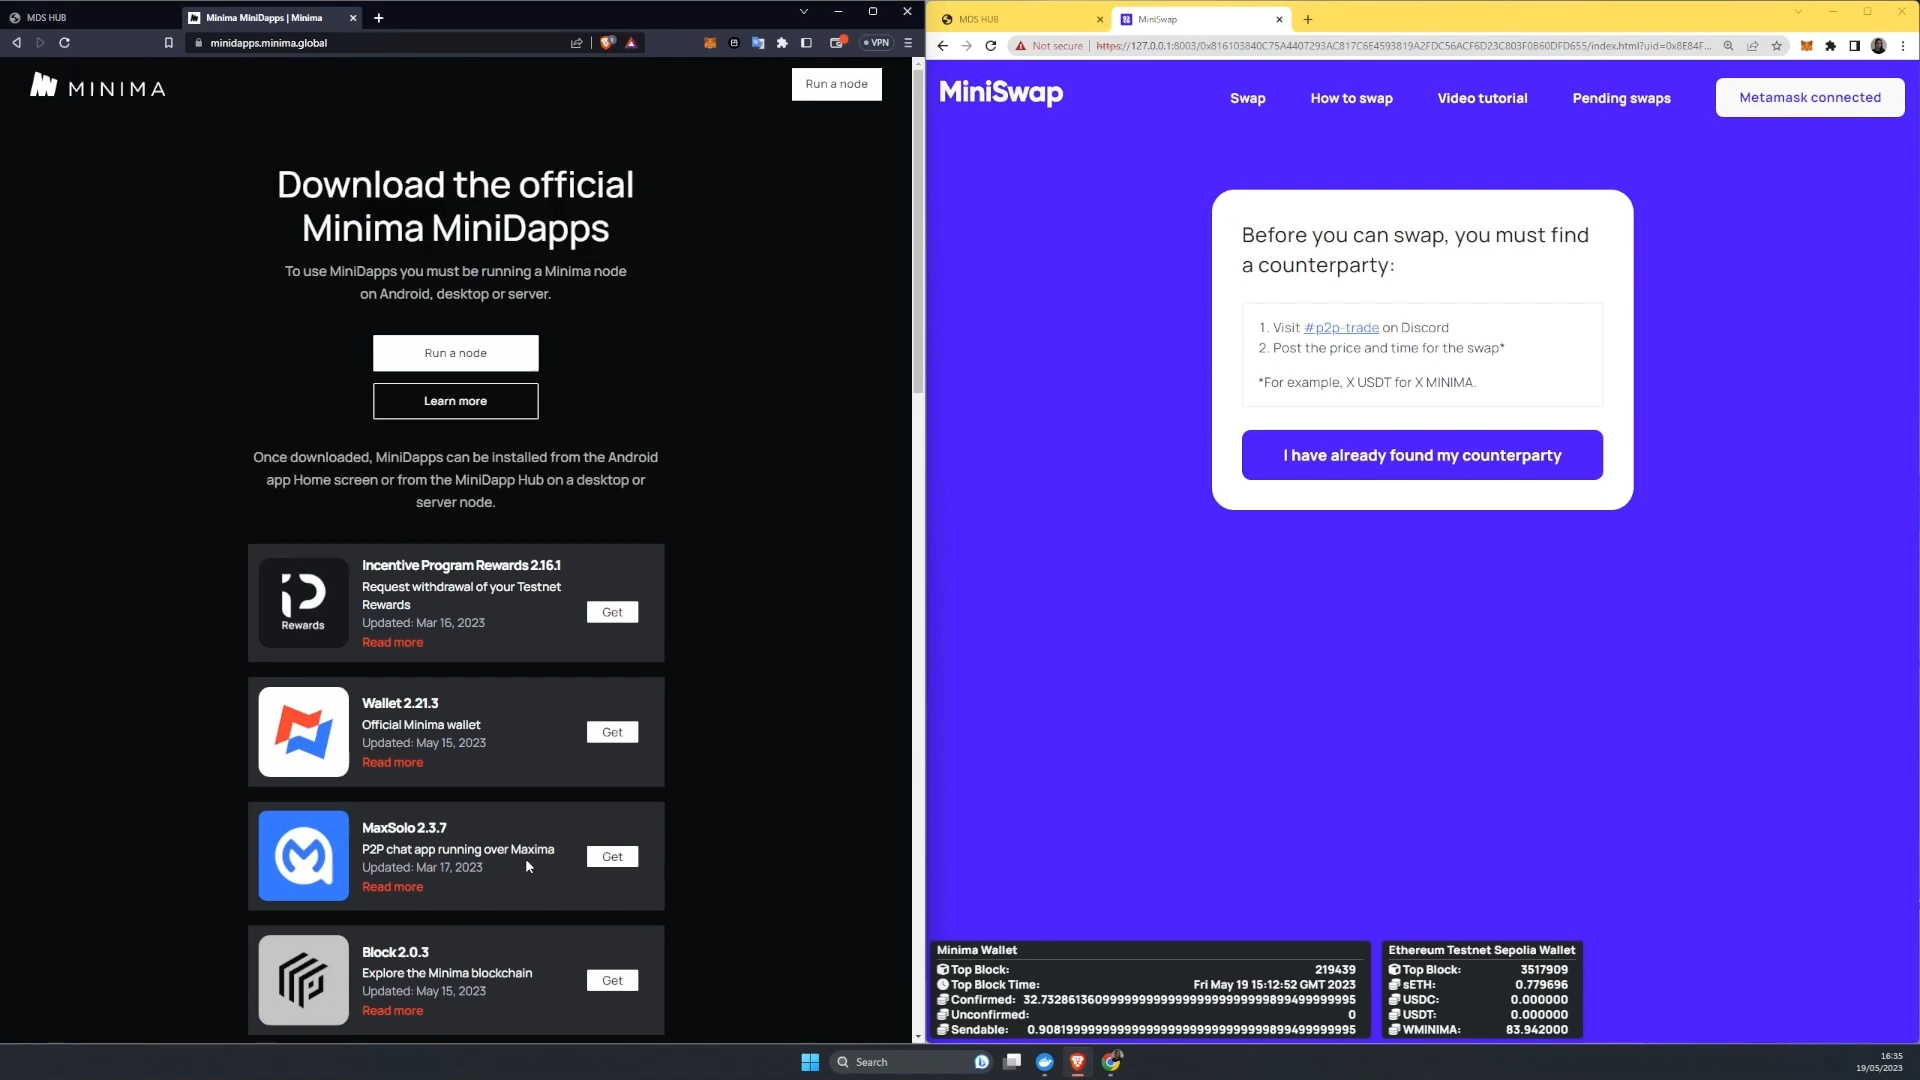 MDS HUB
Minima MiniDapps | Minima
minidapps.minima.global
VPN
MINIMA
Run a node
Download the official
Minima MiniDapps
To use MiniDapps you must be running a Minima node
on Android, desktop or server.
Run a node
Learn more
Once downloaded, MiniDapps can be installed from the Android
app Home screen or from the MiniDapp Hub on a desktop or
server node.
Rewards
Incentive Program Rewards 2.16.1
Request withdrawal of your Testnet
Rewards
Updated: Mar 16, 2023
Read more
Get
Wallet 2.21.3
Official Minima wallet
Updated: May 15, 2023
Read more
Get
MaxSolo 2.3.7
P2P chat app running over Maxima
Updated: Mar 17, 2023
Read more
Get
Block 2.0.3
Explore the Minima blockchain
Updated: May 15, 2023
Read more
Get
MDS HUB
MiniSwap
Not secure
MiniSwap
Swap
How to swap
Video tutorial
Pending swaps
Metamask connected
Before you can swap, you must find
a counterparty:
1. Visit #p2p-trade on Discord
2. Post the price and time for the swap*
*For example, X USDT for X MINIMA.
I have already found my counterparty
Minima Wallet
Top Block: 219439
Top Block Time: Fri May 19 15:12:52 GMT 2023
Confirmed:
Unconfirmed: 0
Sendable:
Ethereum Testnet Sepolia Wallet
Top Block: 3517909
sETH: 0.779696
USDC: 0.000000
USDT: 0.000000
WMINIMA: 83.942000
Search
16:35
19/05/2023